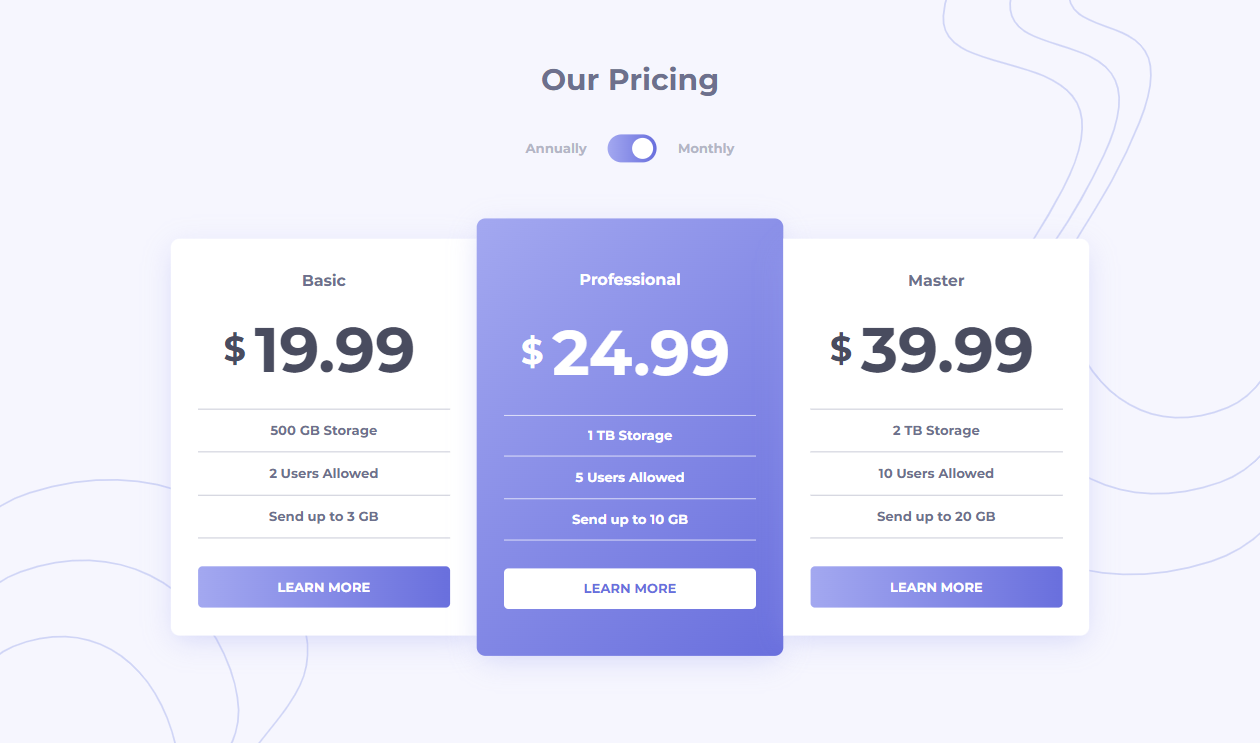 Our Pricing
Annually Monthly
Basic
$ 19.99
500 GB Storage
2 Users Allowed
Send up to 3 GB
LEARN MORE
Professional
$ 24.99
1 TB Storage
5 Users Allowed
Send up to 10 GB
LEARN MORE
Master
$ 39.99
2 TB Storage
10 Users Allowed
Send up to 20 GB
LEARN MORE